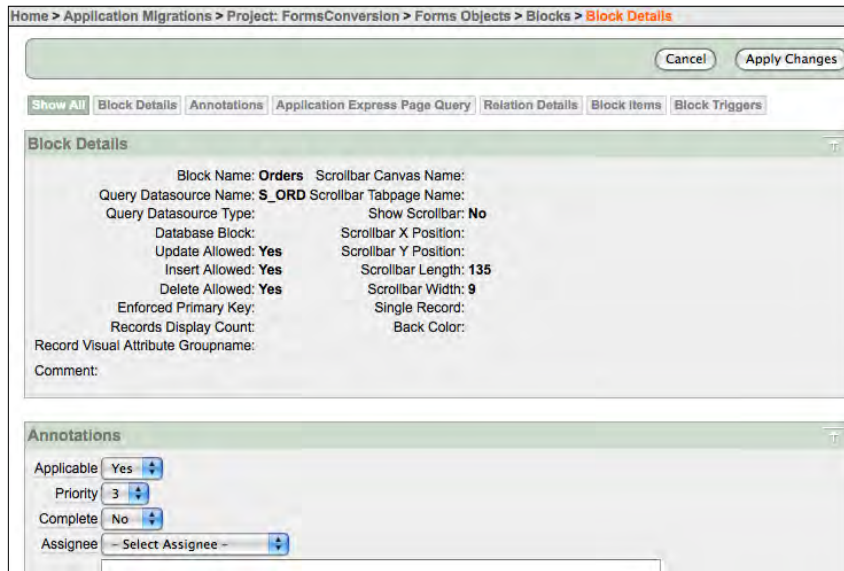 Home > Application Migrations > Project: FormsConversion > Forms Objects > Blocks > Block Details
Cancel Apply Changes
Show All Block Details Annotations Application Express Page Query Relation Details Block Items Block Triggers
Block Details
Block Name: Orders Scrollbar Canvas Name:
Query Datasource Name: S_ORD Scrollbar Tabpage Name:
Query Datasource Type: Show Scrollbar: No
Database Block: Scrollbar X Position:
Update Allowed: Yes Scrollbar Y Position:
Insert Allowed: Yes Scrollbar Length: 135
Delete Allowed: Yes Scrollbar Width: 9
Enforced Primary Key: Single Record:
Records Display Count: Back Color:
Record Visual Attribute Groupname:
Comment:
Annotations
Applicable Yes
Priority 3
Complete No
Assignee - Select Assignee -